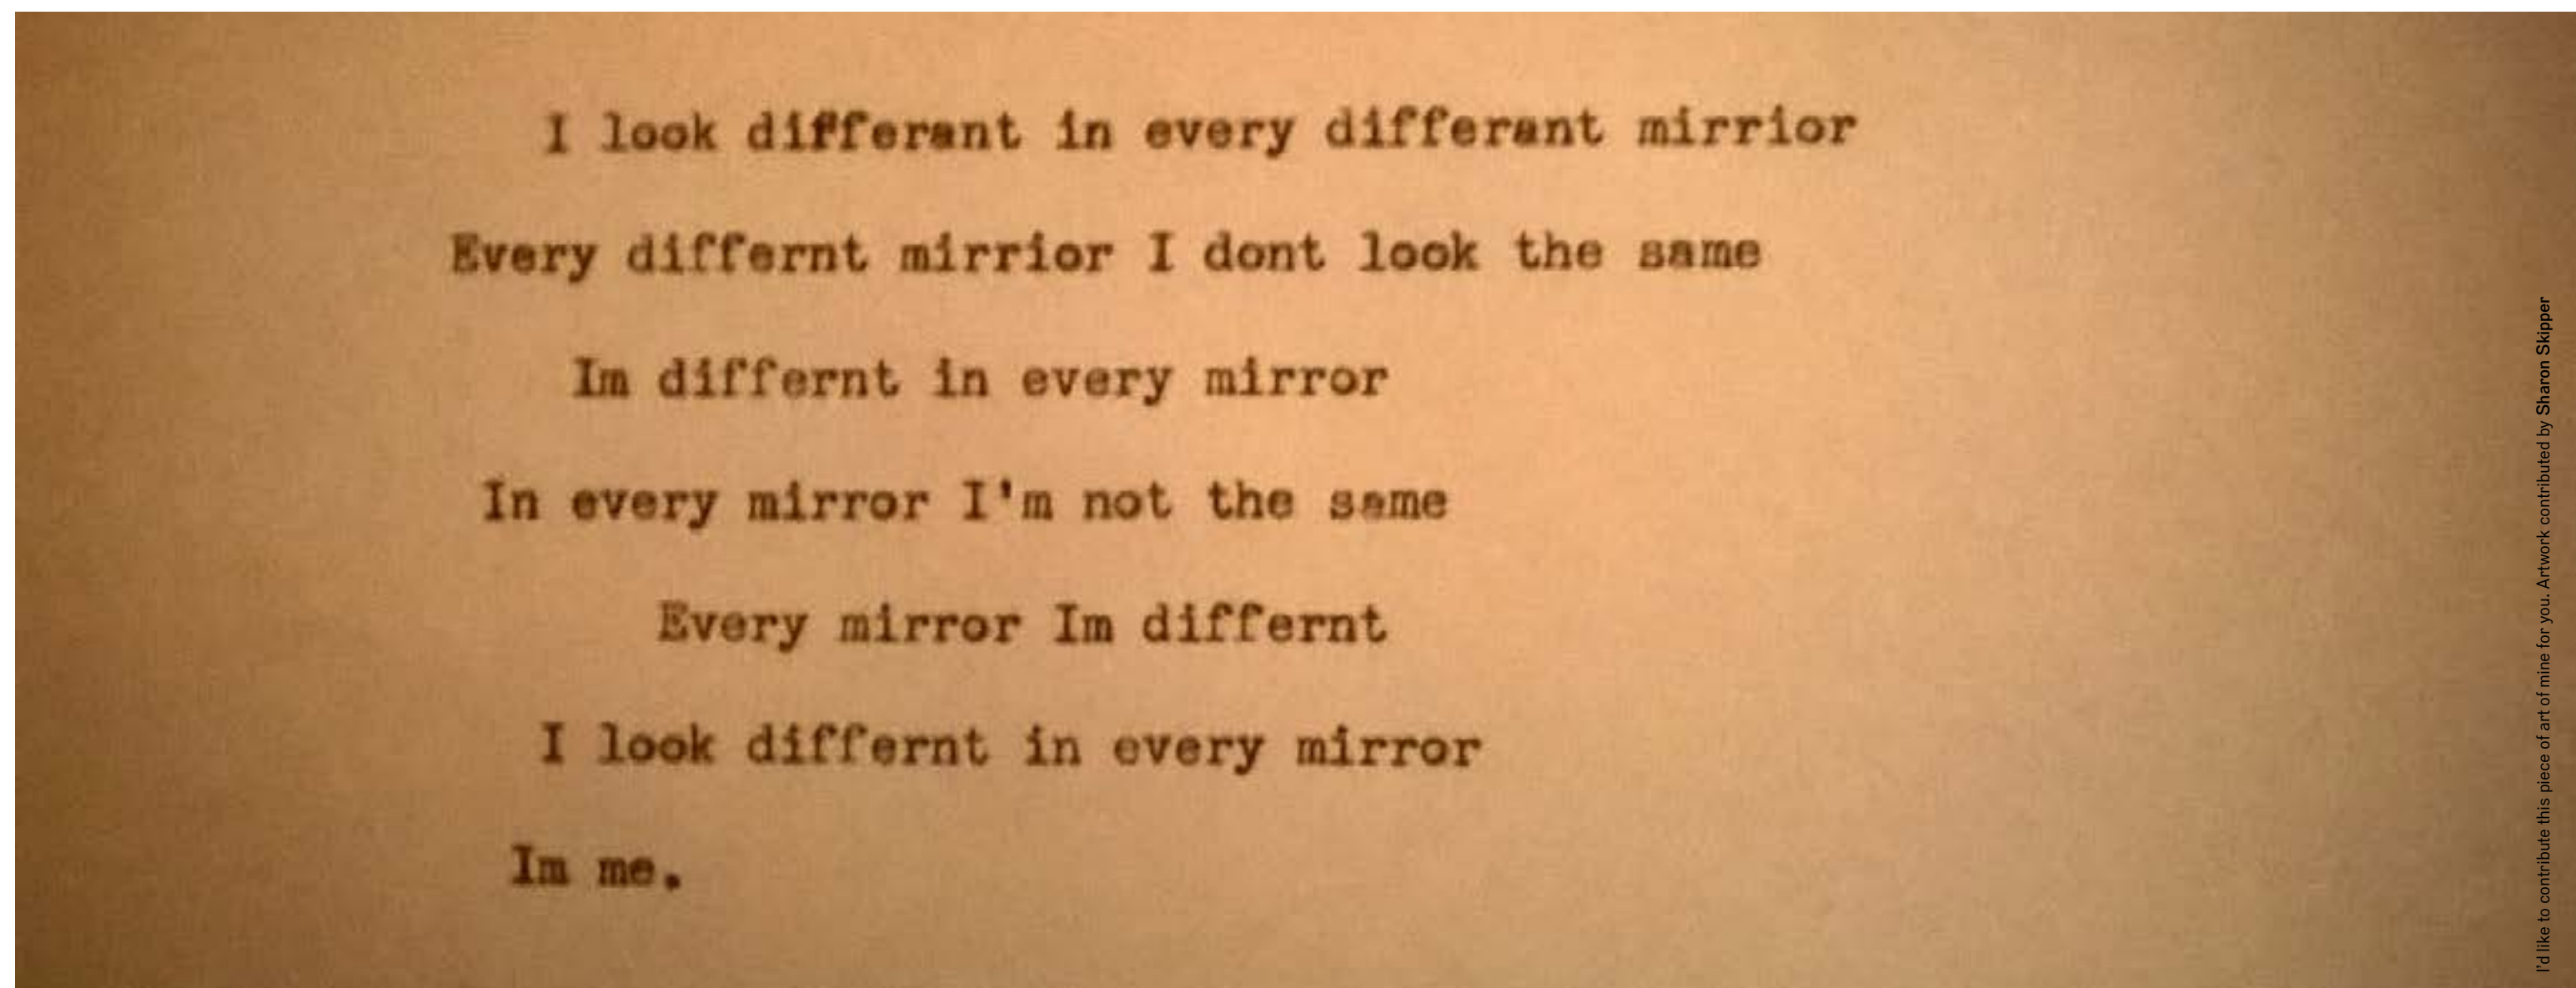 I look differant in every differant mirrior
Every differnt mirrior I dont look the same
Im differnt in every mirror
In every mirror I'm not the same
Every mirror Im differnt
I look differnt in every mirror
Im me.
I'd like to contribute this piece of art of mine for you. Artwork contributed by Sharon Skipper